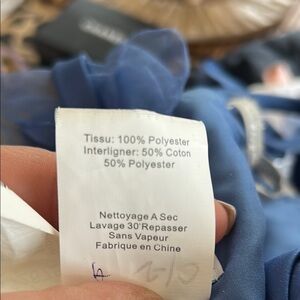 Tissu: 100% Polyester
Interligner: 50% Coton
50% Polyester
Nettoyage A Sec
Lavage 30'Repasser
Sans Vapeur
Fabrique en Chine